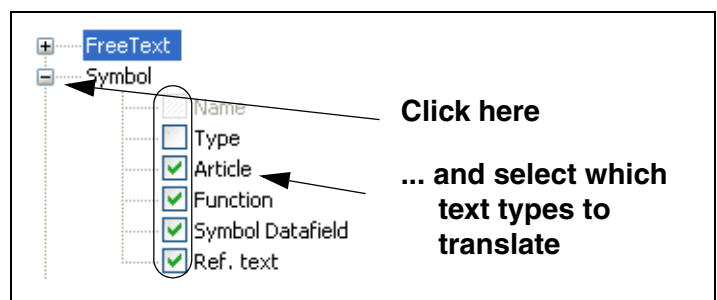 FreeText
Symbol
Name
Type
Article
Function
Symbol Datafield
Ref. text
Click here
... and select which
text types to
translate